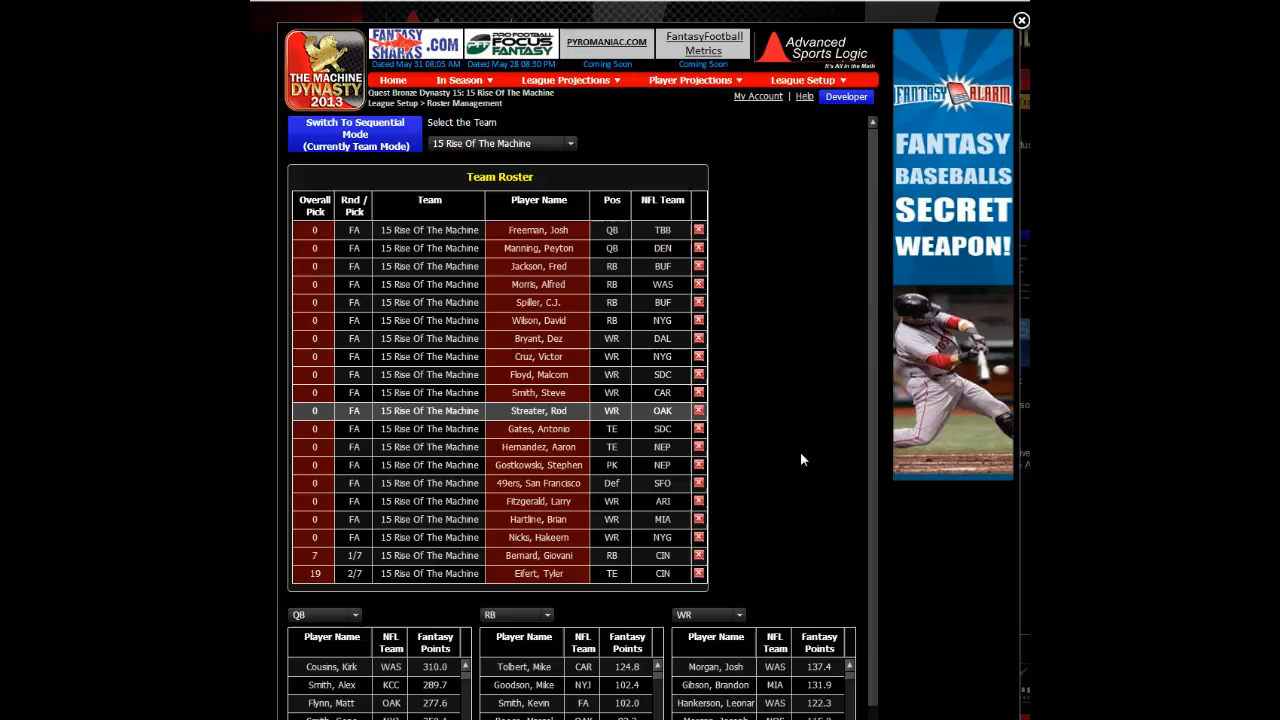 THE MACHINE
DYNASTY
2013
FANTASY
SHARKS .COM
Dated May 31 08:05 AM
PRO FOOTBALL
FOCUS
FANTASY
Dated May 28 08:30 PM
PYROMANIAC.COM
Coming Soon
FantasyFootball
Metrics
Coming Soon
Advanced
Sports Logic
It's All in the Math
Home In Season League Projections Player Projections League Setup
Quest Bronze Dynasty 15: 15 Rise Of The Machine
League Setup > Roster Management
My Account | Help Developer
Switch To Sequential
Mode
(Currently Team Mode)
Select the Team
15 Rise Of The Machine
Team Roster
Overall Pick Rnd / Pick Team Player Name Pos NFL Team
0 FA 15 Rise Of The Machine Freeman, Josh QB TBB
0 FA 15 Rise Of The Machine Manning, Peyton QB DEN
0 FA 15 Rise Of The Machine Jackson, Fred RB BUF
0 FA 15 Rise Of The Machine Morris, Alfred RB WAS
0 FA 15 Rise Of The Machine Spiller, C.J. RB BUF
0 FA 15 Rise Of The Machine Wilson, David RB NYG
0 FA 15 Rise Of The Machine Bryant, Dez WR DAL
0 FA 15 Rise Of The Machine Cruz, Victor WR NYG
0 FA 15 Rise Of The Machine Floyd, Malcom WR SDC
0 FA 15 Rise Of The Machine Smith, Steve WR CAR
0 FA 15 Rise Of The Machine Streater, Rod WR OAK
0 FA 15 Rise Of The Machine Gates, Antonio TE SDC
0 FA 15 Rise Of The Machine Hernandez, Aaron TE NEP
0 FA 15 Rise Of The Machine Gostkowski, Stephen PK NEP
0 FA 15 Rise Of The Machine 49ers, San Francisco Def SFO
0 FA 15 Rise Of The Machine Fitzgerald, Larry WR ARI
0 FA 15 Rise Of The Machine Hartline, Brian WR MIA
0 FA 15 Rise Of The Machine Nicks, Hakeem WR NYG
7 1/7 15 Rise Of The Machine Bernard, Giovani RB CIN
19 2/7 15 Rise Of The Machine Eifert, Tyler TE CIN
QB RB WR
Player Name NFL Team Fantasy Points Player Name NFL Team Fantasy Points Player Name NFL Team Fantasy Points
Cousins, Kirk WAS 310.0 Tolbert, Mike CAR 124.8 Morgan, Josh WAS 137.4
Smith, Alex KCC 289.7 Goodson, Mike NYJ 102.4 Gibson, Brandon MIA 131.9
Flynn, Matt OAK 277.6 Smith, Kevin FA 102.0 Hankerson, Leonar WAS 122.3
FANTASY ALARM
FANTASY
BASEBALLS
SECRET
WEAPON!